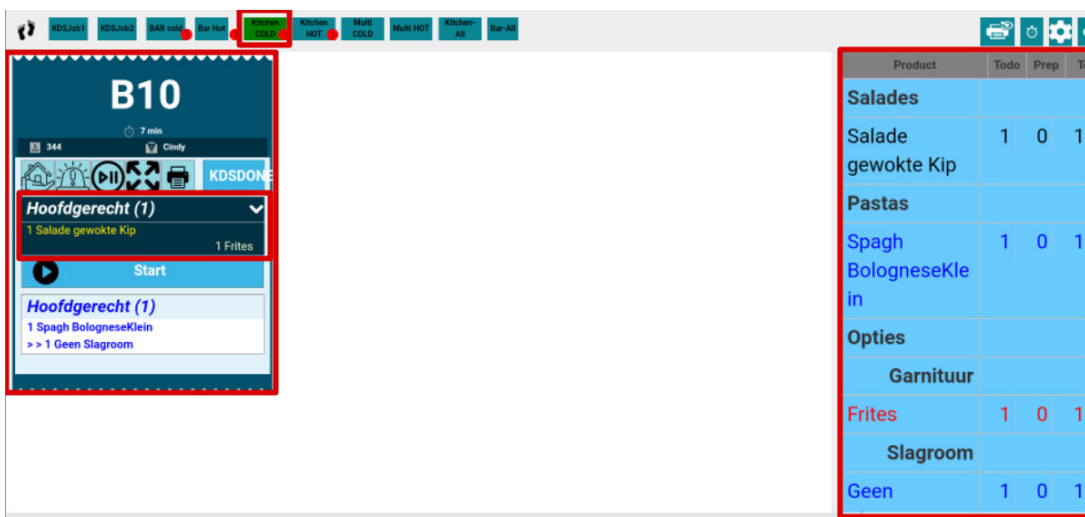 KDSJob1 KDSJob2 BAR cold Bar Hot Kitchen COLD Kitchen HOT Multi COLD Multi HOT Kitchen-All Bar-All
B10
7 min
344 Cindy
KDSDONE
Hoofdgerecht (1)
1 Salade gewokte Kip
1 Frites
Start
Hoofdgerecht (1)
1 Spagh BologneseKlein
> > 1 Geen Slagroom
Product Todo Prep
Salades
Salade 1 0 1
gewokte Kip
Pastas
Spagh 1 0 1
BologneseKle
in
Opties
Garnituur
Frites 1 0 1
Slagroom
Geen 1 0 1